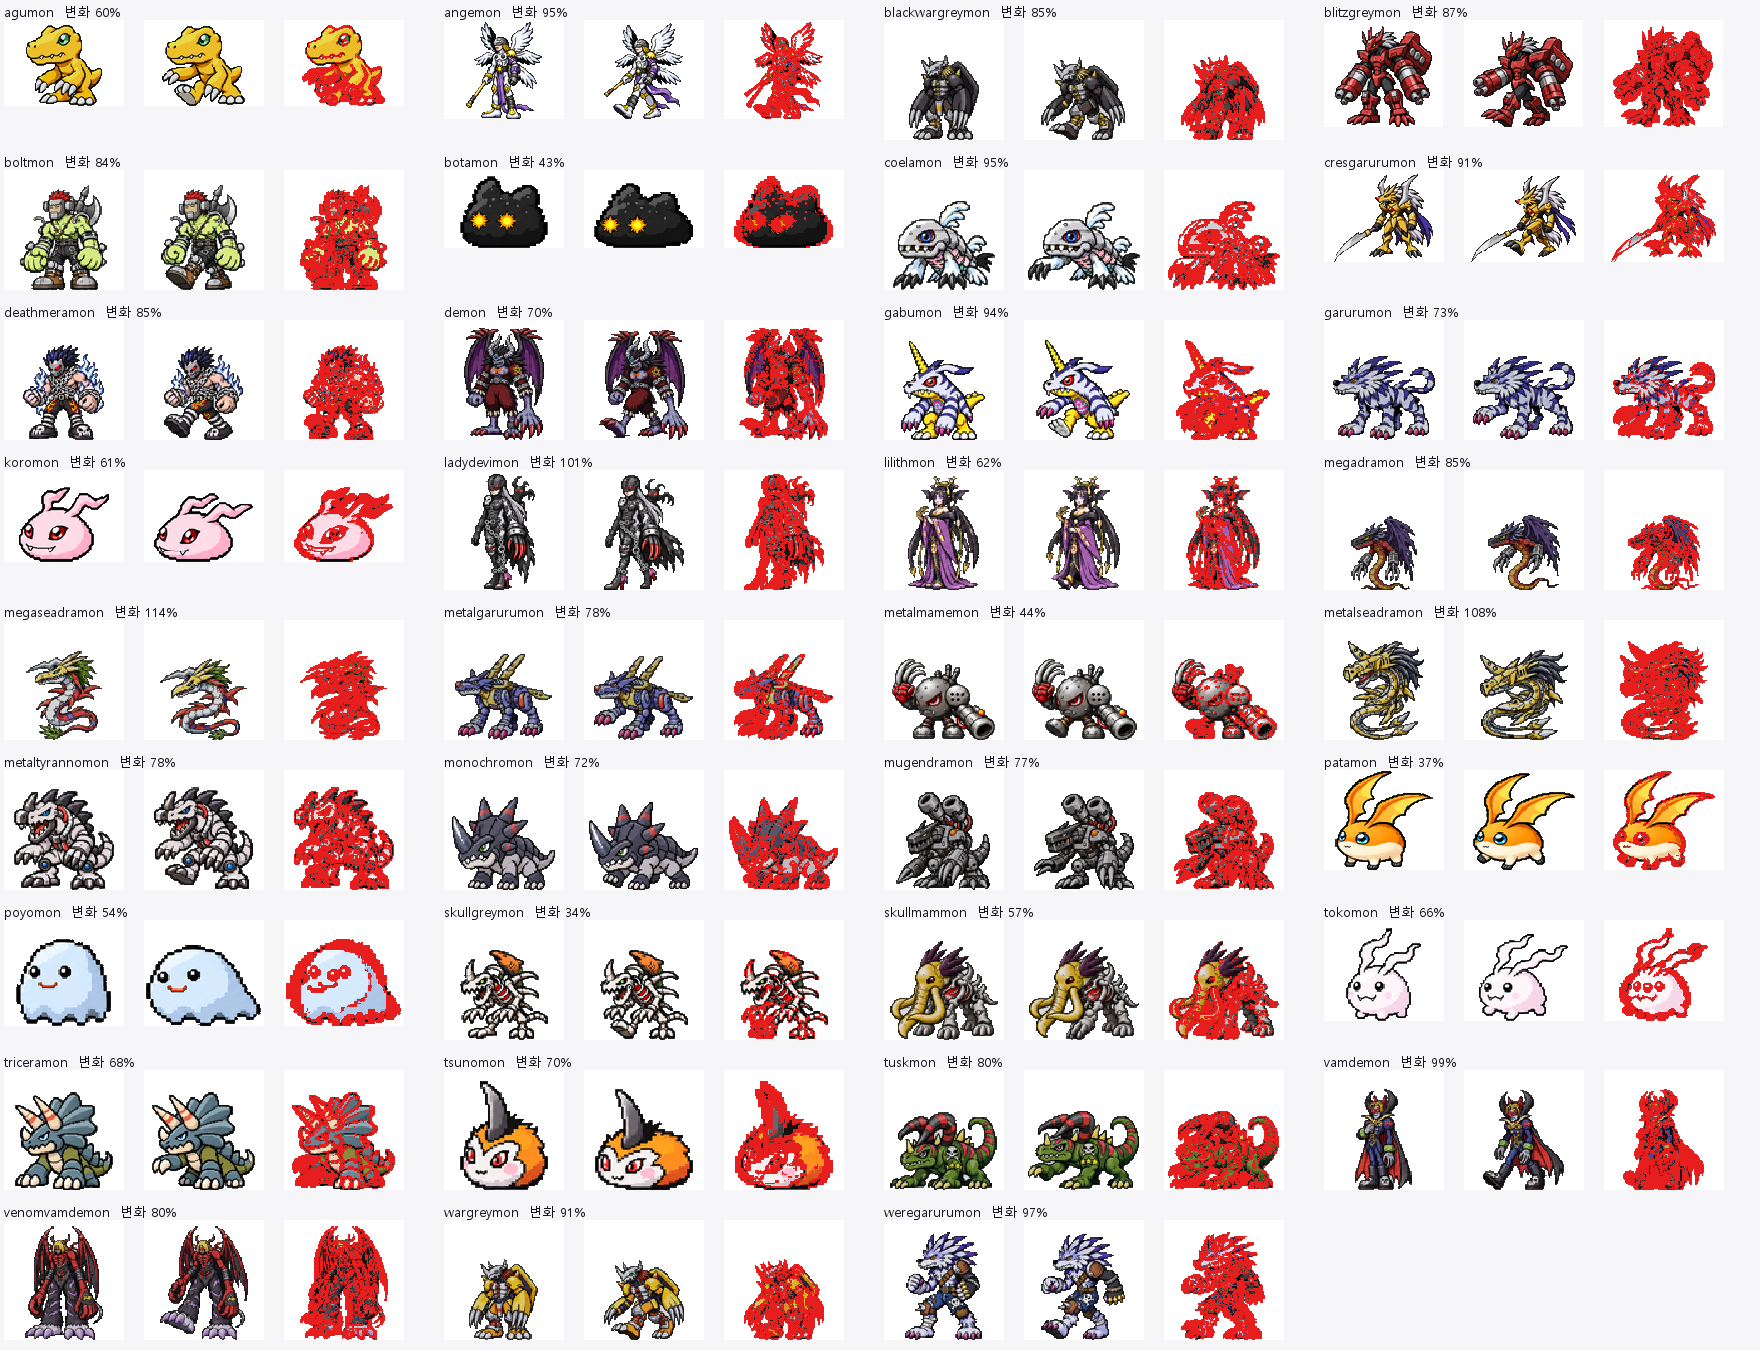 agumon 변화 60%
angemon 변화 95%
blackwargreymon 변화 85%
blitzgreymon 변화 87%
boltmon 변화 84%
botamon 변화 43%
coelamon 변화 95%
cresgarurumon 변화 91%
deathmeramon 변화 85%
demon 변화 70%
gabumon 변화 94%
garurumon 변화 73%
koromon 변화 61%
ladydevimon 변화 101%
lilithmon 변화 62%
megadramon 변화 85%
megaseadramon 변화 114%
metalgarurumon 변화 78%
metalmamemon 변화 44%
metalseadramon 변화 108%
metaltyrannomon 변화 78%
monochromon 변화 72%
mugendramon 변화 77%
patamon 변화 37%
poyomon 변화 54%
skullgreymon 변화 34%
skullmammon 변화 57%
tokomon 변화 66%
triceramon 변화 68%
tsunomon 변화 70%
tuskmon 변화 80%
vamdemon 변화 99%
venomvamdemon 변화 80%
wargreymon 변화 91%
weregarurumon 변화 97%